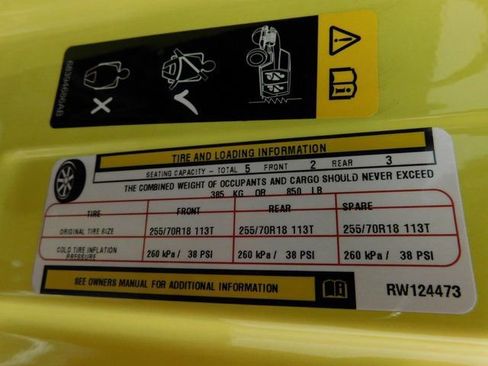 68394686AB
TIRE AND LOADING INFORMATION
SEATING CAPACITY - TOTAL 5 FRONT 2 REAR 3
THE COMBINED WEIGHT OF OCCUPANTS AND CARGO SHOULD NEVER EXCEED
385 KG OR 850 LB
TIRE FRONT REAR SPARE
ORIGINAL TIRE SIZE 255/70R18 113T 255/70R18 113T 255/70R18 113T
COLD TIRE INFLATION PRESSURE 260 kPa / 38 PSI 260 kPa / 38 PSI 260 kPa / 38 PSI
SEE OWNERS MANUAL FOR ADDITIONAL INFORMATION
RW124473